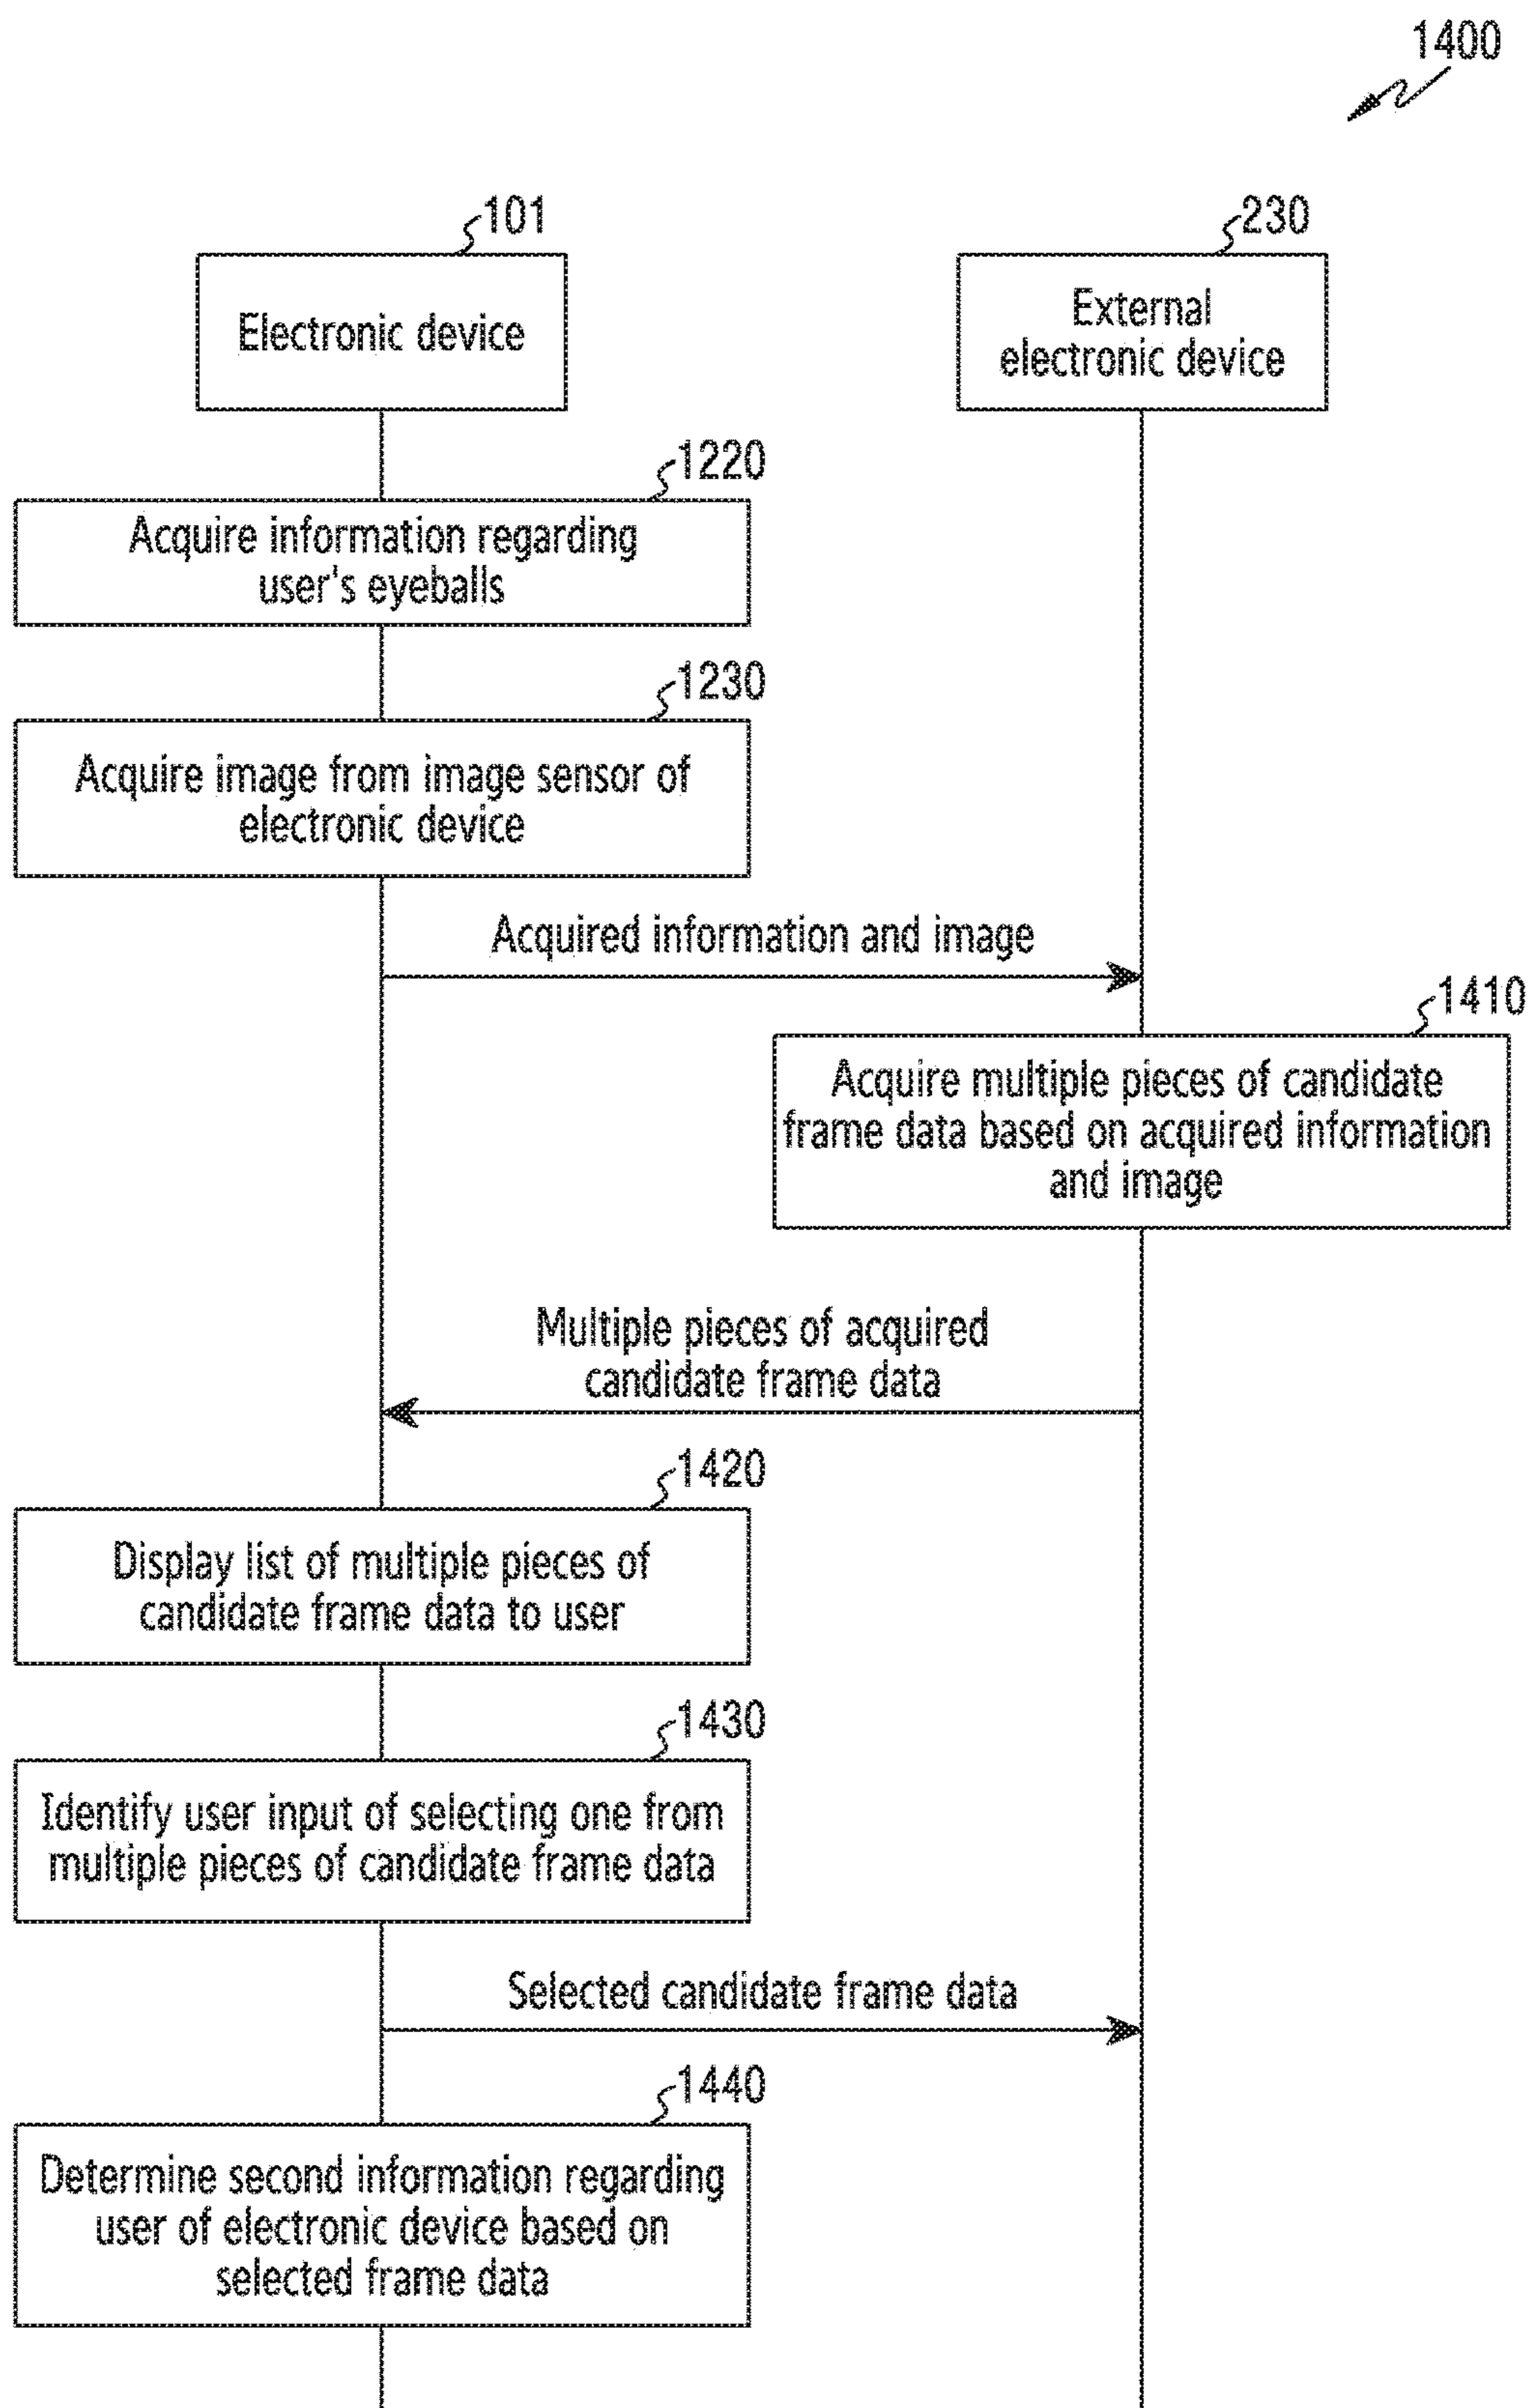 1400
101
230
Electronic device
External
electronic device
1220
Acquire information regarding
user's eyeballs
1230
Acquire image from image sensor of
electronic device
Acquired information and image
1410
Acquire multiple pieces of candidate
frame data based on acquired information
and image
Multiple pieces of acquired
candidate frame data
1420
Display list of multiple pieces of
candidate frame data to user
1430
Identify user input of selecting one from
multiple pieces of candidate frame data
Selected candidate frame data
1440
Determine second information regarding
user of electronic device based on
selected frame data